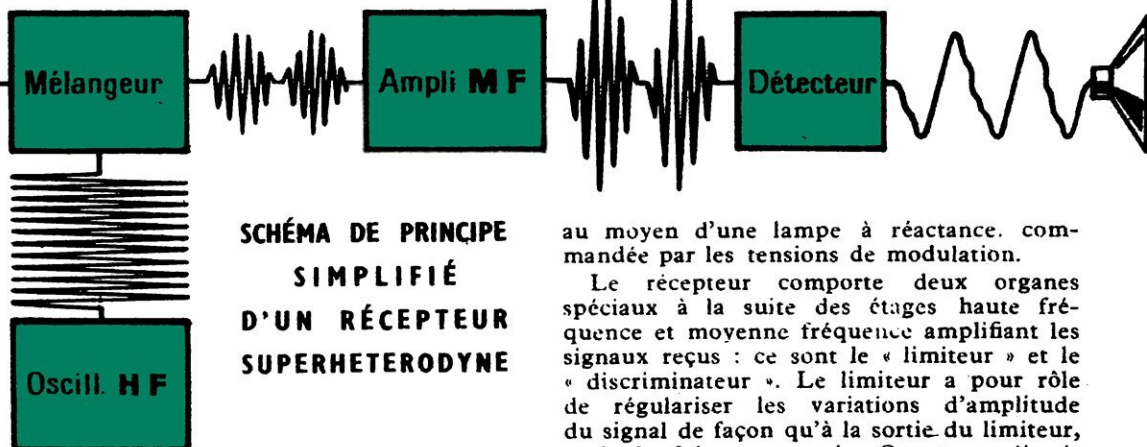 Mélangeur
Ampli MF
Détecteur
Oscill. HF
SCHÉMA DE PRINCIPE
SIMPLIFIÉ
D'UN RÉCEPTEUR
SUPERHETERODYNE
au moyen d'une lampe à réactance. com-
mandée par les tensions de modulation.
Le récepteur comporte deux organes
spéciaux à la suite des étages haute fré-
quence et moyenne fréquence amplifiant les
signaux reçus : ce sont le « limiteur » et le
« discriminateur ». Le limiteur a pour rôle
de régulariser les variations d'amplitude
du signal de façon qu'à la sortie du limiteur,